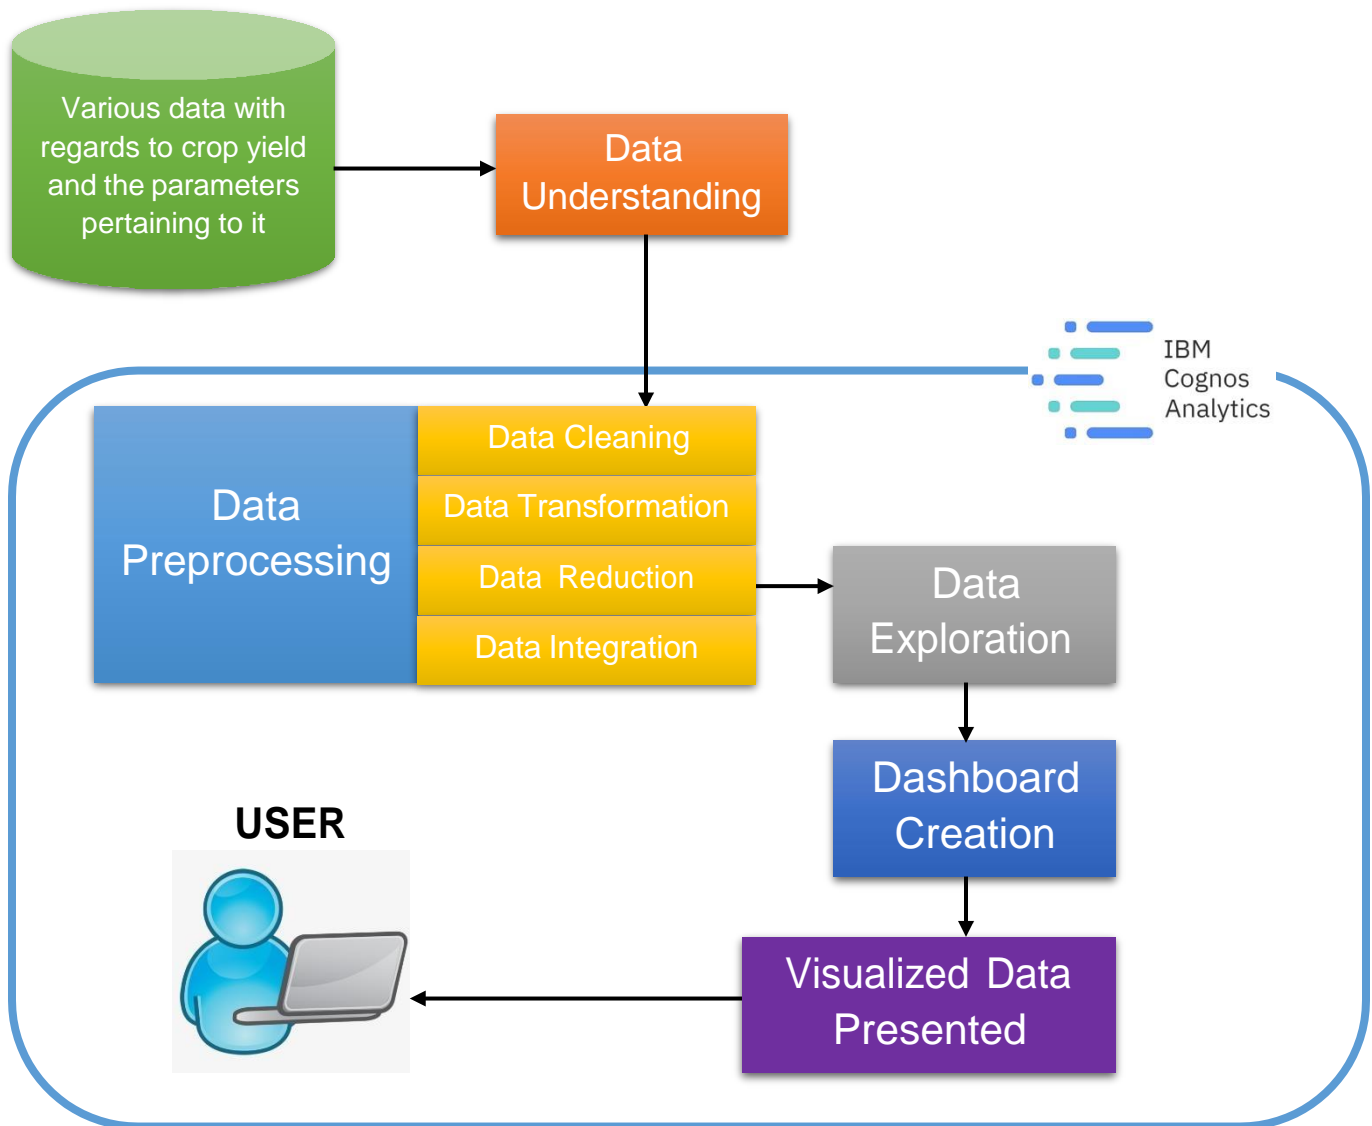 Various data with
regards to crop yield
and the parameters
pertaining to it
Data
Understanding
IBM
Cognos
Analytics
Data
Preprocessing
Data Cleaning
Data Transformation
Data Reduction
Data Integration
Data
Exploration
Dashboard
Creation
USER
Visualized Data
Presented